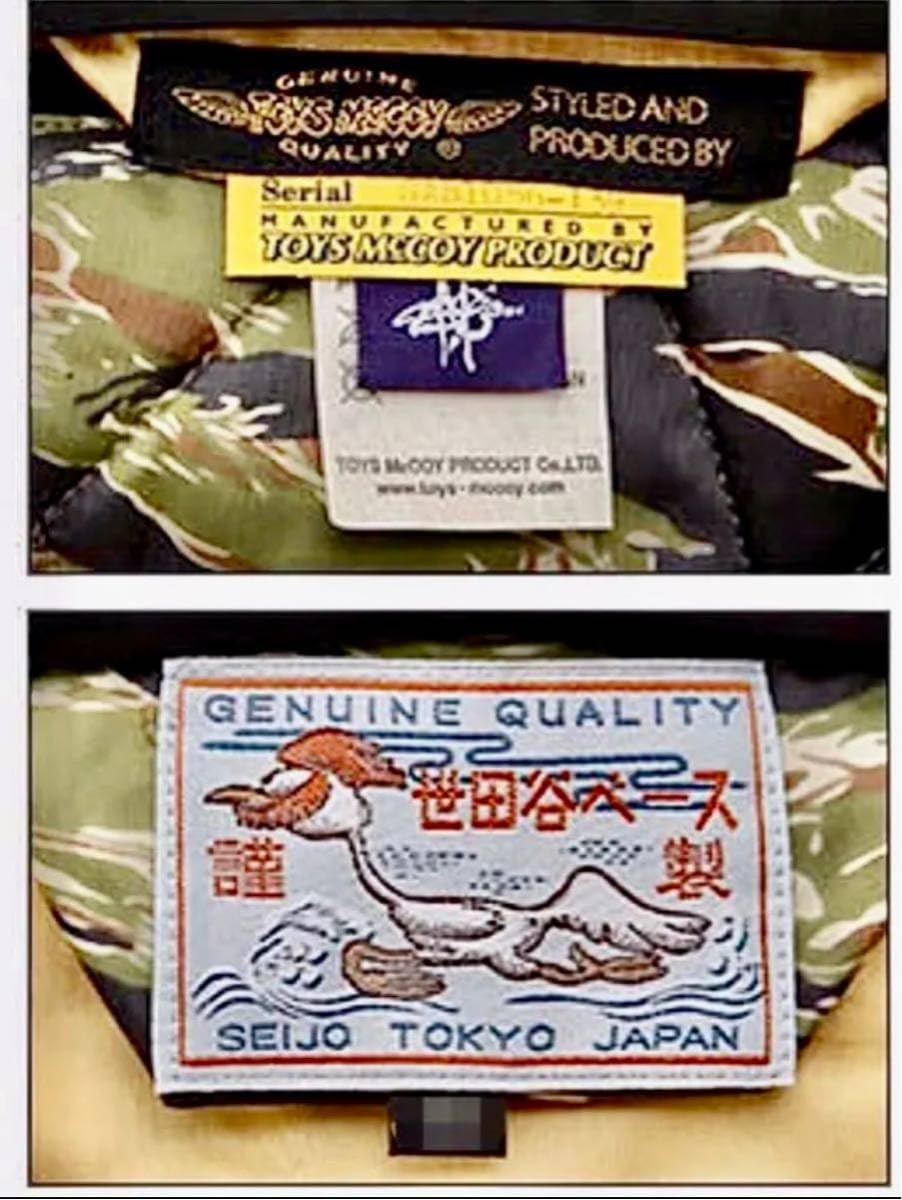 GENUINE
TOYS McCOY
QUALITY ®
STYLED AND
PRODUCED BY
Serial
MANUFACTURED BY
TOYS McCOY PRODUCT
TOYS McCOY PRODUCT Co.,LTD.
www.toys-mccoy.com
GENUINE QUALITY
世田谷ベース
謹製
SEIJO TOKYO JAPAN